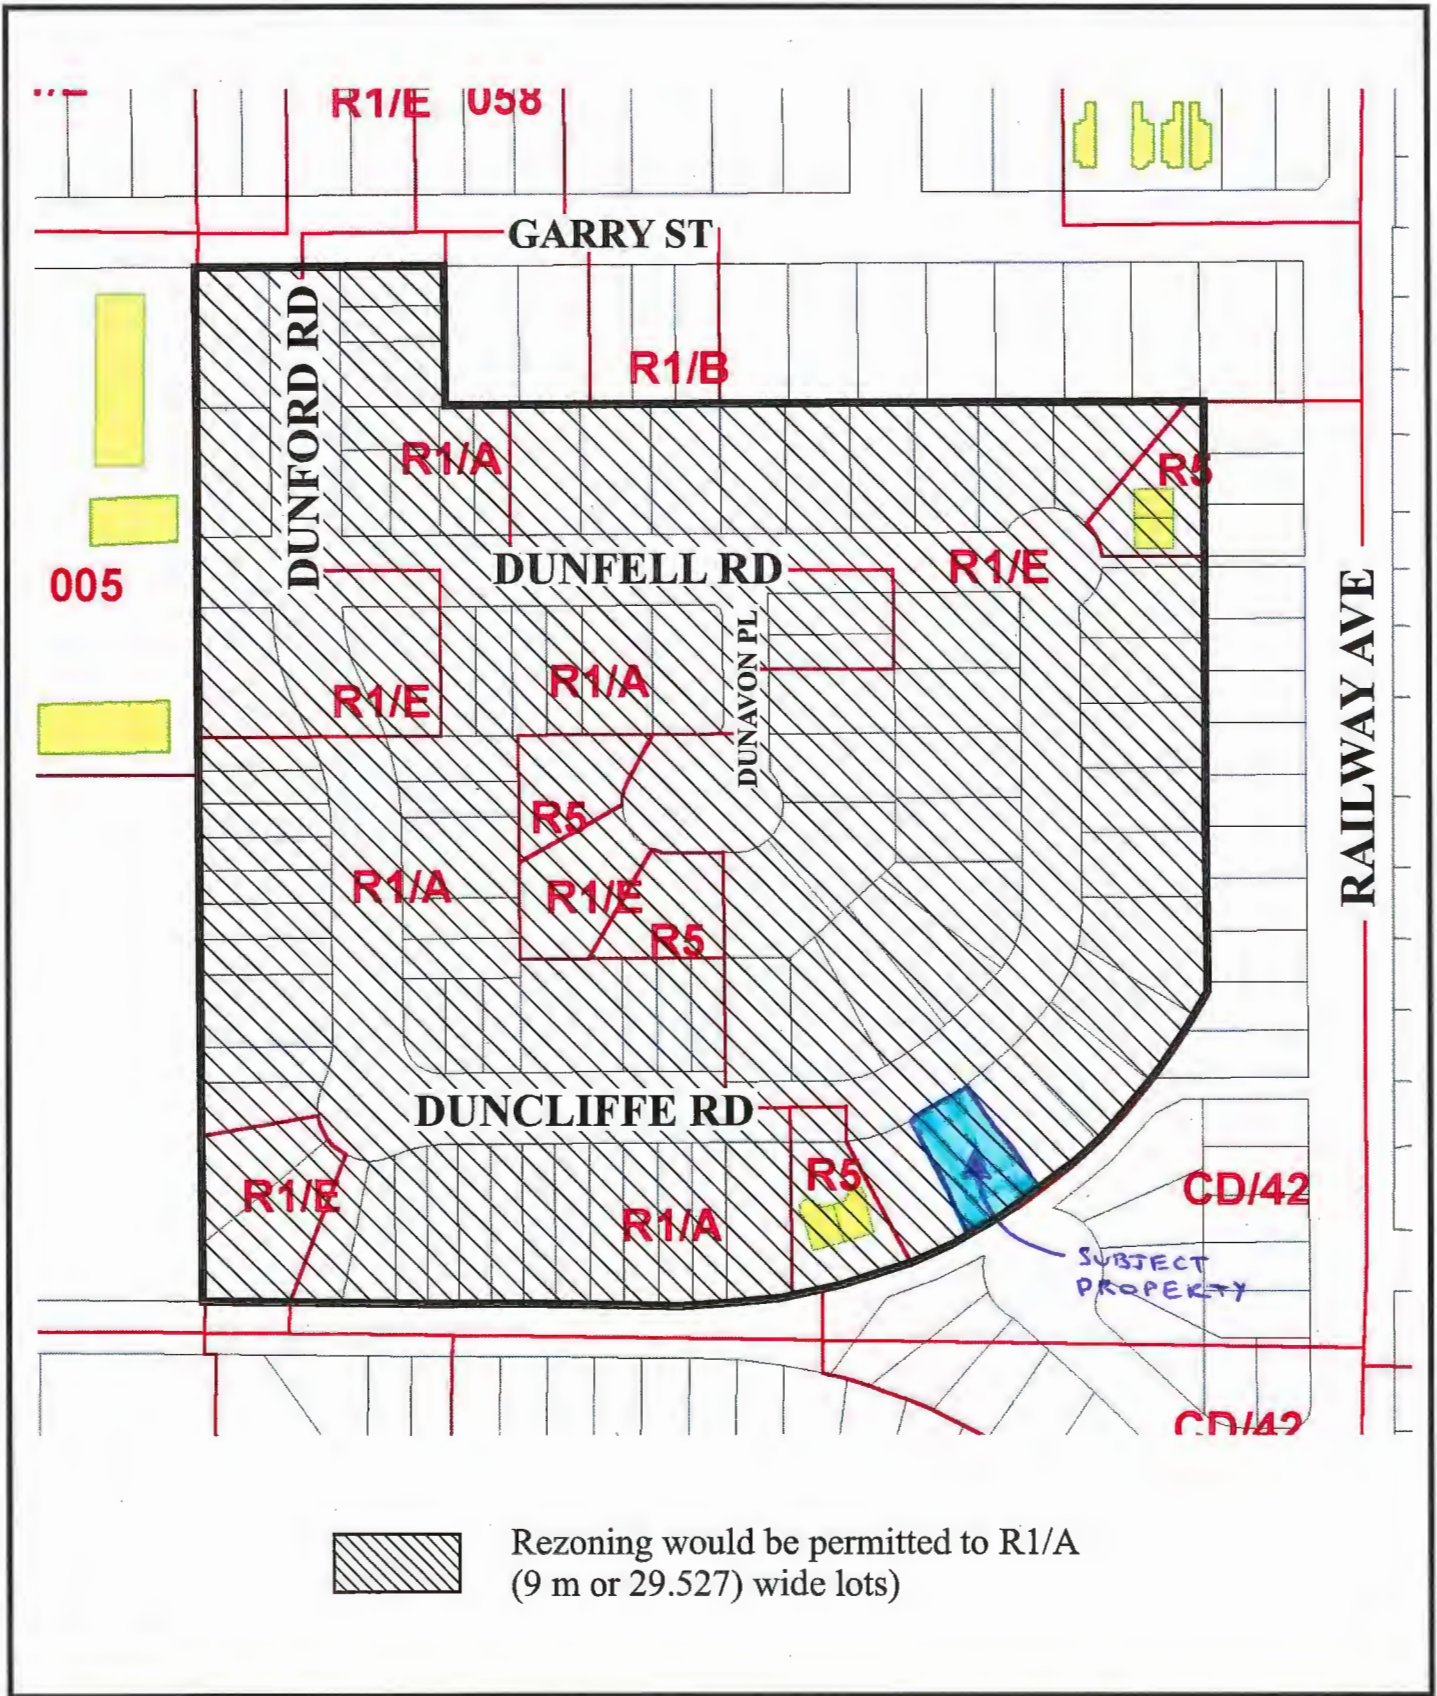 R1/E 058
GARRY ST
R1/B
DUNFORD RD
R1/A
R5
DUNFELL RD
R1/E
005
DUNAVON PL
R1/A
R1/E
RAILWAY AVE
R5
R1/A
R1/E
R5
DUNCLIFFE RD
R5
CD/42
R1/E
R1/A
SUBJECT
PROPERTY
CD/42
Rezoning would be permitted to R1/A
(9 m or 29.527) wide lots)